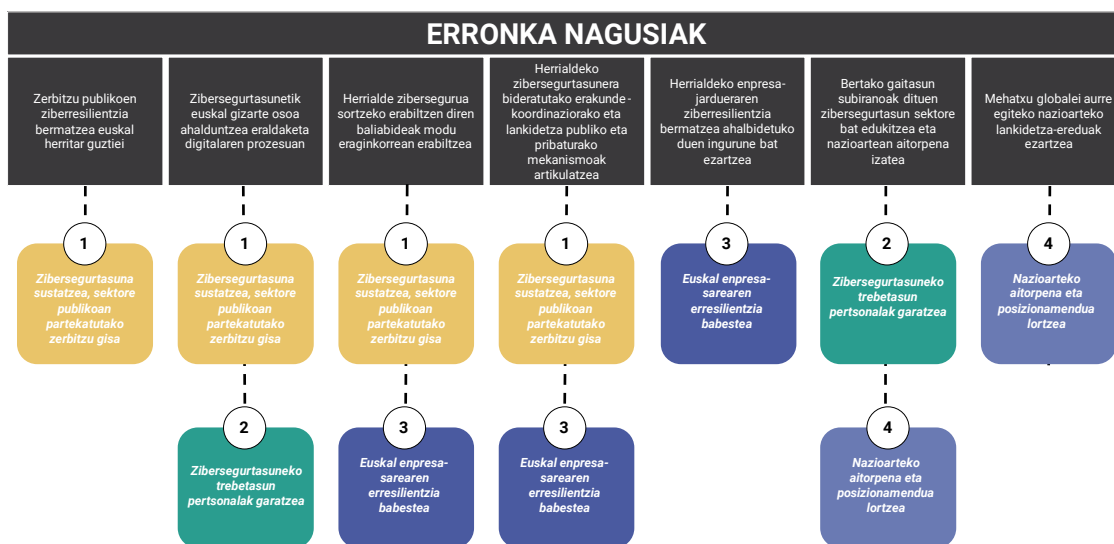 ERRONKA NAGUSIAK
Zerbitzu publikoen
ziberresilientzia
bermatzea euskal
herritar guztiei
Zibersegurtasunetik
euskal gizarte osoa
ahalduntzea eraldaketa
digitalaren prozesuan
Herrialde zibersegurua
sortzeko erabiltzen diren
baliabideak modu
eraginkorrean erabiltzea
Herrialdeko
zibersegurtasunera
bideratutako erakunde-
koordinaziorako eta
lankidetza publiko eta
pribaturako
mekanismoak
artikulatzea
Herrialdeko enpresa-
jardueraren
ziberresilientzia
bermatzea ahalbidetuko
duen ingurune bat
ezartzea
Bertako gaitasun
subiranoak dituen
zibersegurtasun sektore
bat edukitzea eta
nazioartean aitorpena
izatea
Mehatxu globalei aurre
egiteko nazioarteko
lankidetza-ereduak
ezartzea
1
Zibersegurtasuna
sustatzea, sektore
publikoan
partekatutako
zerbitzu gisa
1
Zibersegurtasuna
sustatzea, sektore
publikoan
partekatutako
zerbitzu gisa
1
Zibersegurtasuna
sustatzea, sektore
publikoan
partekatutako
zerbitzu gisa
1
Zibersegurtasuna
sustatzea, sektore
publikoan
partekatutako
zerbitzu gisa
3
Euskal enpresa-
sarearen
erresilientzia
babestea
2
Zibersegurtasuneko
trebetasun
pertsonalak garatzea
4
Nazioarteko
aitorpena eta
posizionamendua
lortzea
2
Zibersegurtasuneko
trebetasun
pertsonalak garatzea
3
Euskal enpresa-
sarearen
erresilientzia
babestea
3
Euskal enpresa-
sarearen
erresilientzia
babestea
4
Nazioarteko
aitorpena eta
posizionamendua
lortzea